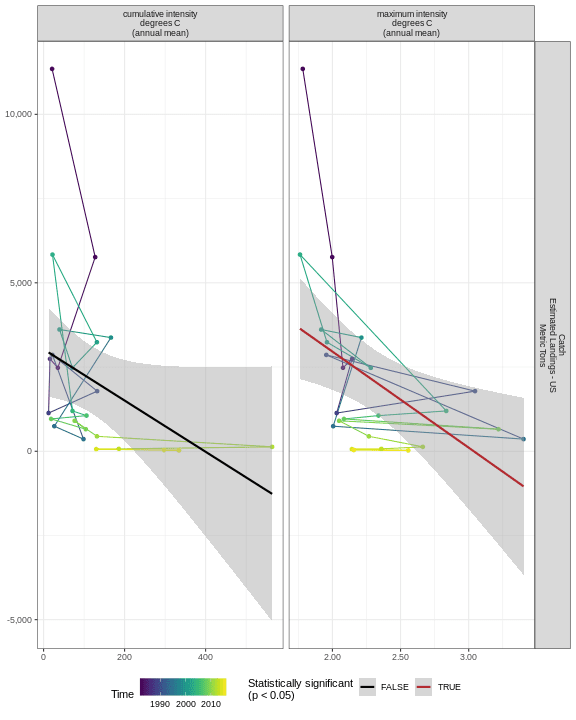 cumulative intensity
degrees C
(annual mean)
maximum intensity
degrees C
(annual mean)
10,000
5,000
0
-5,000
Catch
Estimated Landings - US
Metric Tons
0
200
400
2.00
2.50
3.00
Time
1990
2000
2010
Statistically significant
(p < 0.05)
FALSE
TRUE